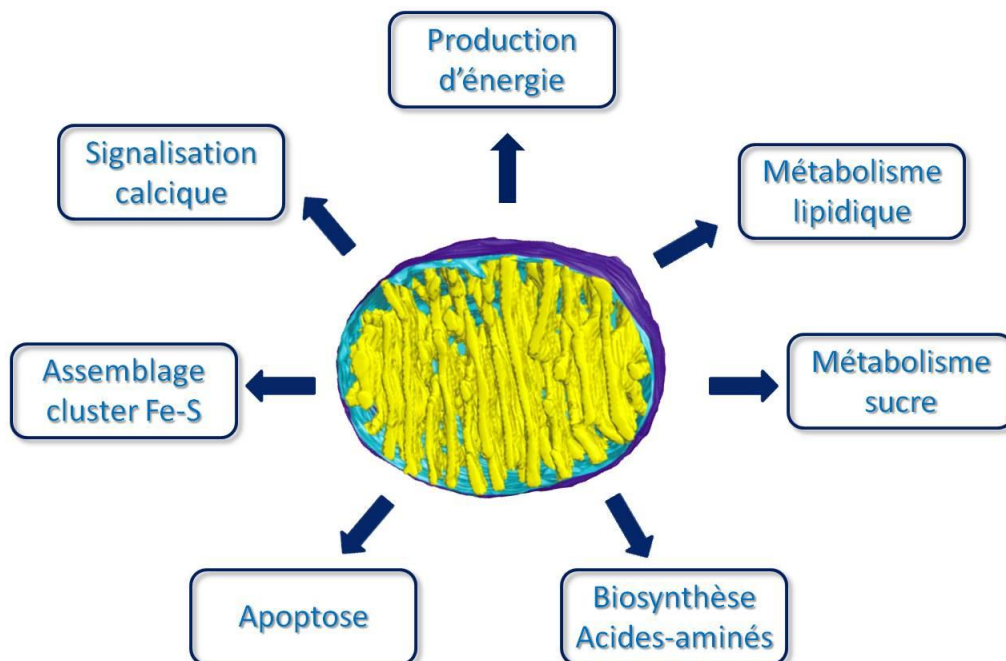 Production
d'énergie
Signalisation
calcique
Métabolisme
lipidique
Assemblage
cluster Fe-S
Métabolisme
sucre
Apoptose
Biosynthèse
Acides-aminés